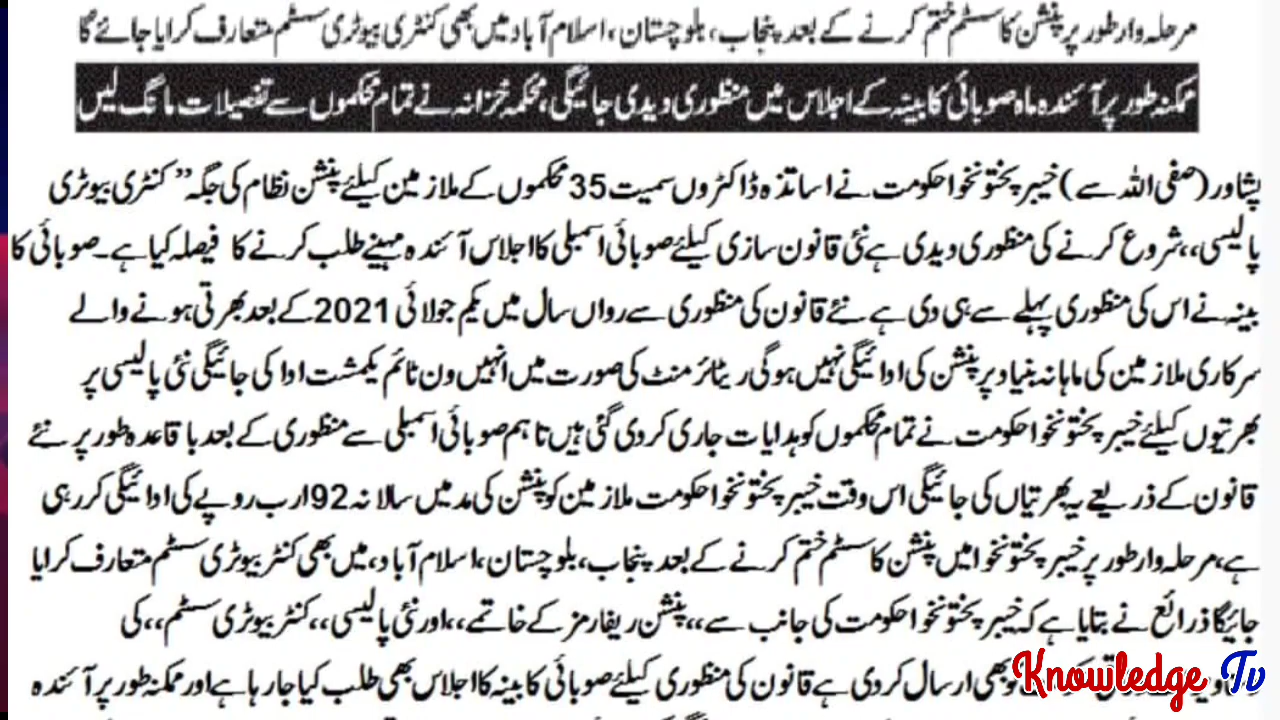 مرحلہ وار طور پر پنشن کا سسٹم ختم کرنے کے بعد پنجاب، بلوچستان، اسلام آباد میں بھی کنٹری بیوٹری سسٹم متعارف کرایا جائے گا
ممکنہ طور پر آئندہ ماہ صوبائی کابینہ کے اجلاس میں منظوری دیدی جائیگی، محکمہ خزانہ نے تمام محکموں سے تفصیلات مانگ لیں
پشاور (صفی اللہ سے) خیبر پختونخوا حکومت نے اساتذہ ڈاکٹروں سمیت 35 محکموں کے ملازمین کیلئے پنشن نظام کی جگہ ’’کنٹری بیوٹری
پالیسی،، شروع کرنے کی منظوری دیدی ہے نئی قانون سازی کیلئے صوبائی اسمبلی کا اجلاس آئندہ مہینے طلب کرنے کا فیصلہ کیا ہے۔ صوبائی کا
بینہ نے اس کی منظوری پہلے سے ہی دی ہے نئے قانون کی منظوری سے رواں سال میں یکم جولائی 2021 کے بعد بھرتی ہونے والے
سرکاری ملازمین کی ماہانہ بنیاد پر پنشن کی ادائیگی نہیں ہوگی ریٹائرمنٹ کی صورت میں انہیں ون ٹائم یکمشت ادا کی جائیگی نئی پالیسی پر
بھرتیوں کیلئے خیبر پختونخوا حکومت نے تمام محکموں کو ہدایات جاری کردی گئی ہیں تاہم صوبائی اسمبلی سے منظوری کے بعد باقاعدہ طور پر نئے
قانون کے ذریعے یہ بھرتیاں کی جائیگی اس وقت خیبر پختونخوا حکومت ملازمین کو پنشن کی مد میں سالانہ 92 ارب روپے کی ادائیگی کررہی
ہے، مرحلہ وار طور پر خیبر پختونخوا میں پنشن کا سسٹم ختم کرنے کے بعد پنجاب، بلوچستان، اسلام آباد، میں بھی کنٹر بیوٹری سسٹم متعارف کرایا
جائیگا ذرائع نے بتایا ہے کہ خیبر پختونخوا حکومت کی جانب سے ،،پنشن ریفارمز کے خاتمے،، اور نئی پالیسی ،،کنٹر بیوٹری سسٹم،، کی
کو بھی ارسال کردی ہے قانون کی منظوری کیلئے صوبائی کابینہ کا اجلاس بھی طلب کیا جارہا ہے اور ممکنہ طور پر آئندہ
Knowledge Tv